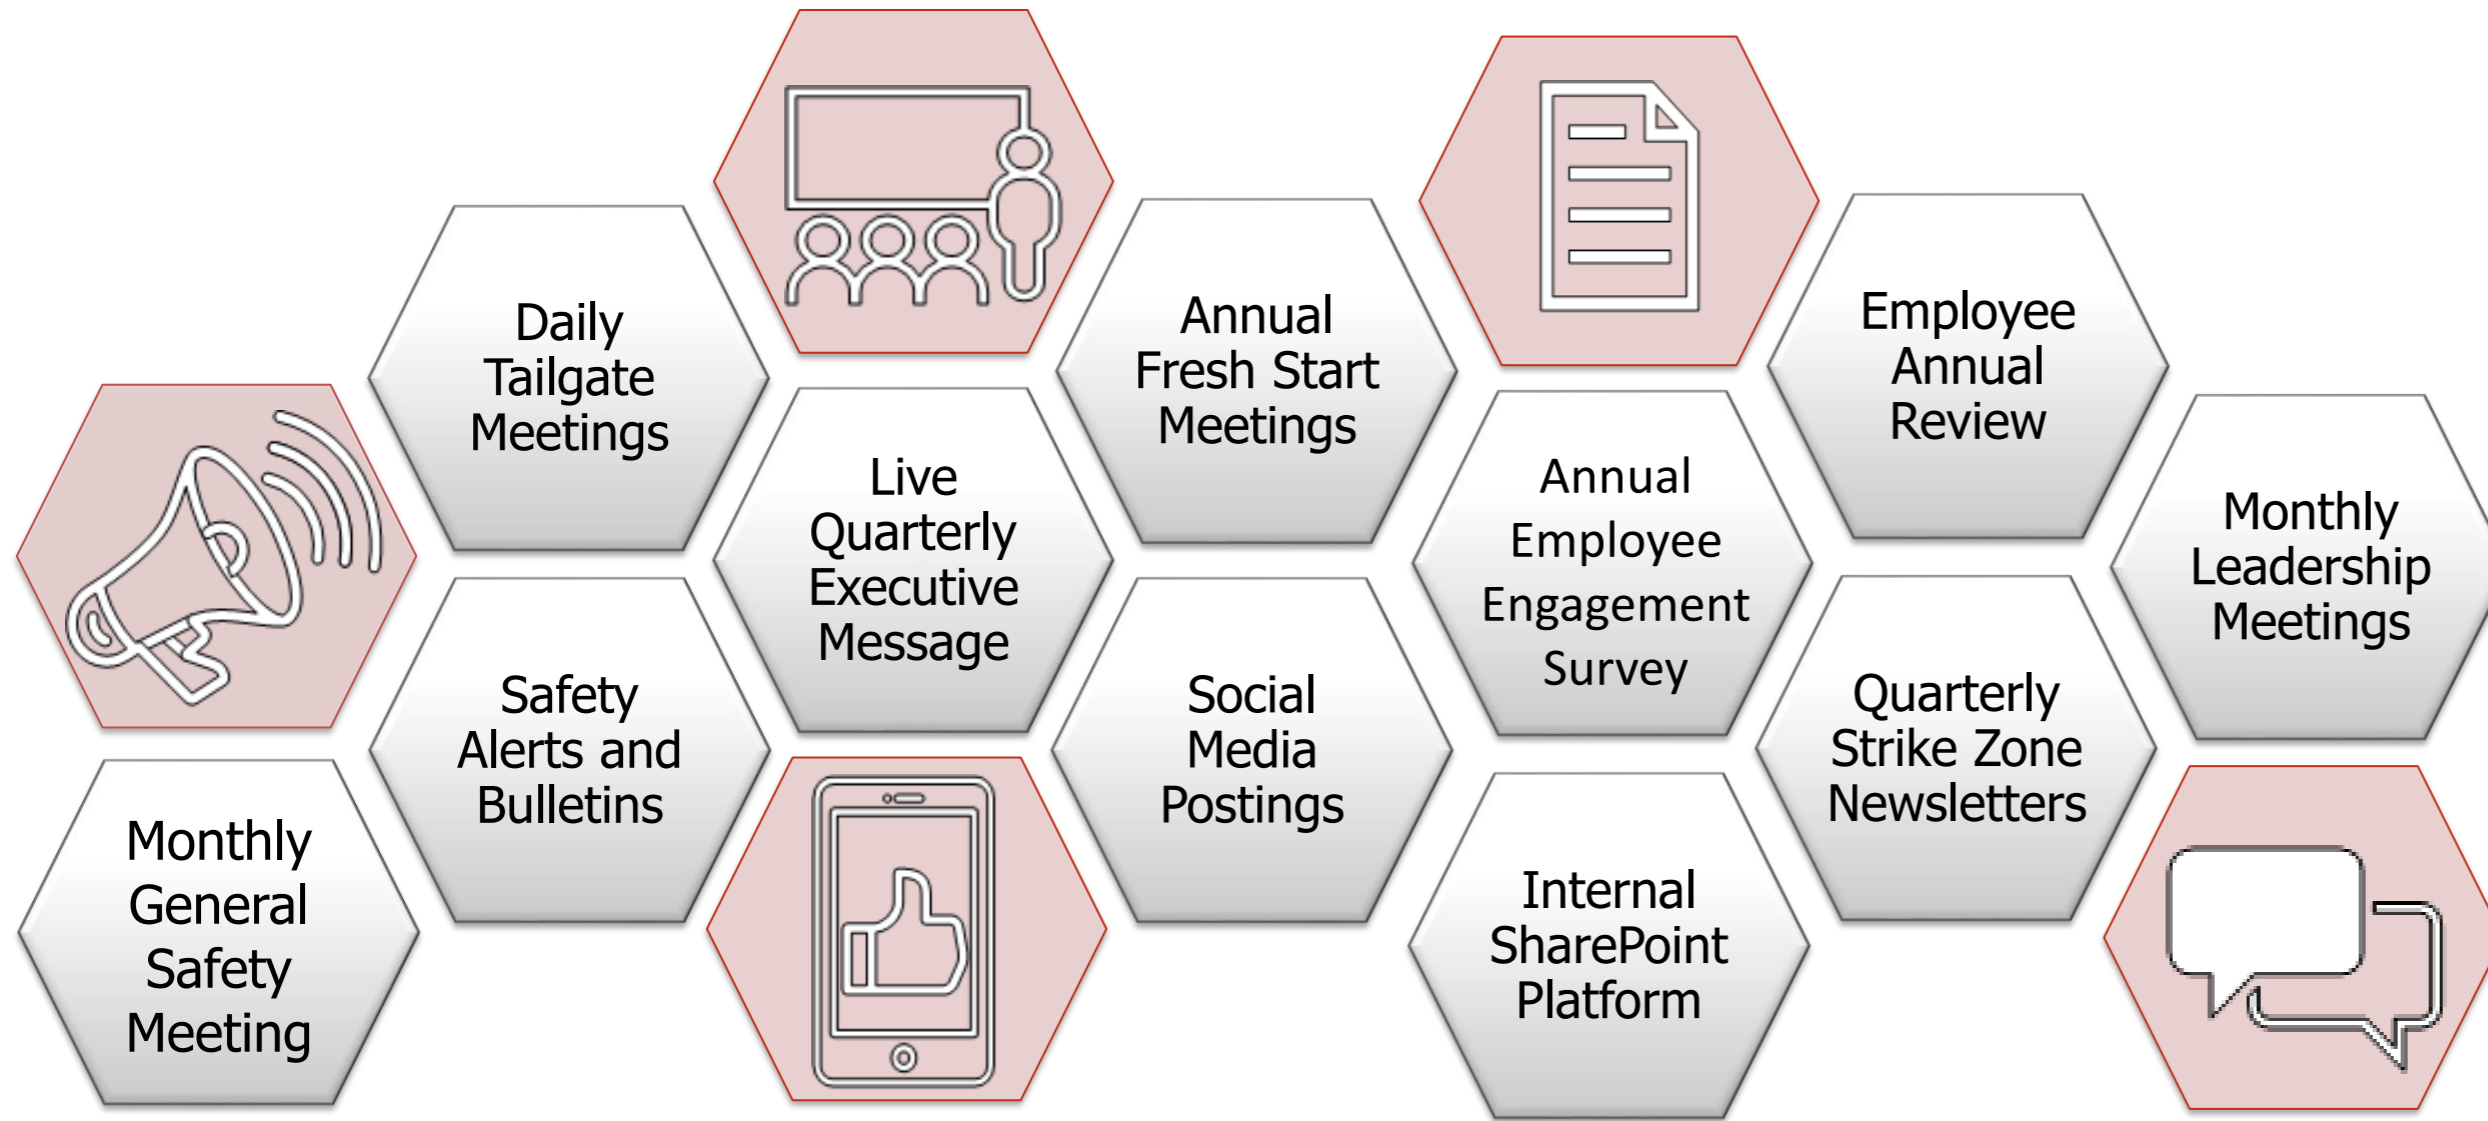 Daily
Tailgate
Meetings
Annual
Fresh Start
Meetings
Employee
Annual
Review
Live
Quarterly
Executive
Message
Annual
Employee
Engagement
Survey
Monthly
Leadership
Meetings
Safety
Alerts and
Bulletins
Social
Media
Postings
Quarterly
Strike Zone
Newsletters
Monthly
General
Safety
Meeting
Internal
SharePoint
Platform